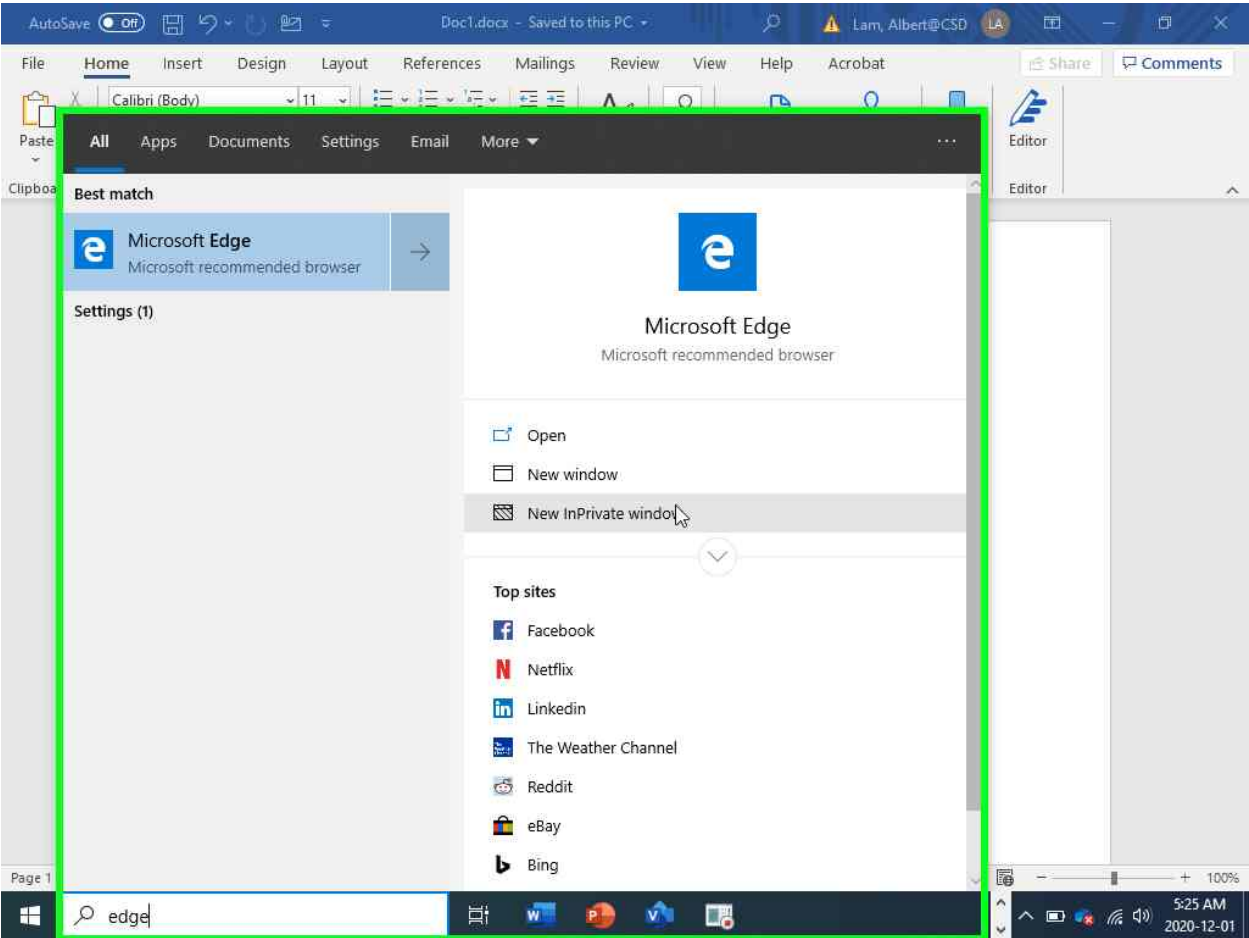 AutoSave Off Doc1.docx - Saved to this PC Lam, Albert@CSD LA
File Home Insert Design Layout References Mailings Review View Help Acrobat Share Comments
Calibri (Body) 11
Paste
Editor
Clipboa
Editor
All Apps Documents Settings Email More
Best match
Microsoft Edge
Microsoft recommended browser
Settings (1)
Microsoft Edge
Microsoft recommended browser
Open
New window
New InPrivate window
Top sites
Facebook
Netflix
Linkedin
The Weather Channel
Reddit
eBay
Bing
Page 1
100%
edge
5:25 AM
2020-12-01